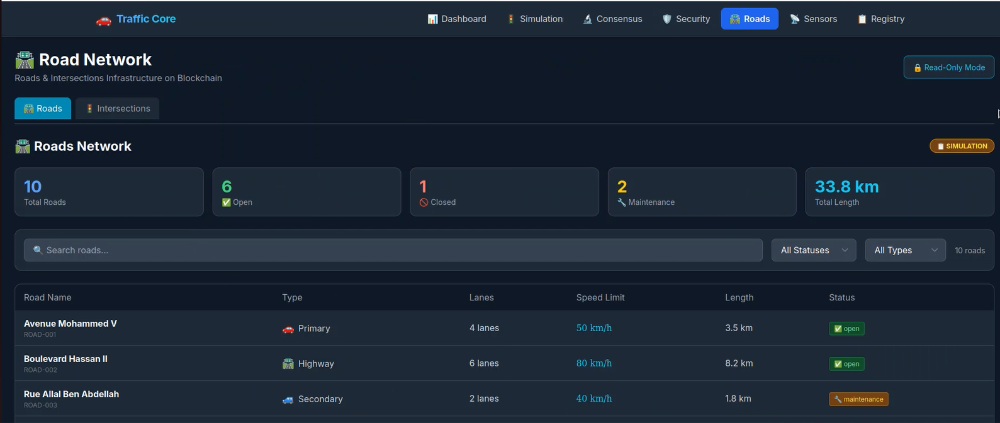 Traffic Core
Dashboard Simulation Consensus Security Roads Sensors Registry
Road Network
Roads & Intersections Infrastructure on Blockchain
Read-Only Mode
Roads Intersections
Roads Network
SIMULATION
10
Total Roads
6
Open
1
Closed
2
Maintenance
33.8 km
Total Length
Search roads...
All Statuses
All Types
10 roads
Road Name Type Lanes Speed Limit Length Status
Avenue Mohammed V
ROAD-001
Primary 4 lanes 50 km/h 3.5 km open
Boulevard Hassan II
ROAD-002
Highway 6 lanes 80 km/h 8.2 km open
Rue Allal Ben Abdellah
ROAD-003
Secondary 2 lanes 40 km/h 1.8 km maintenance